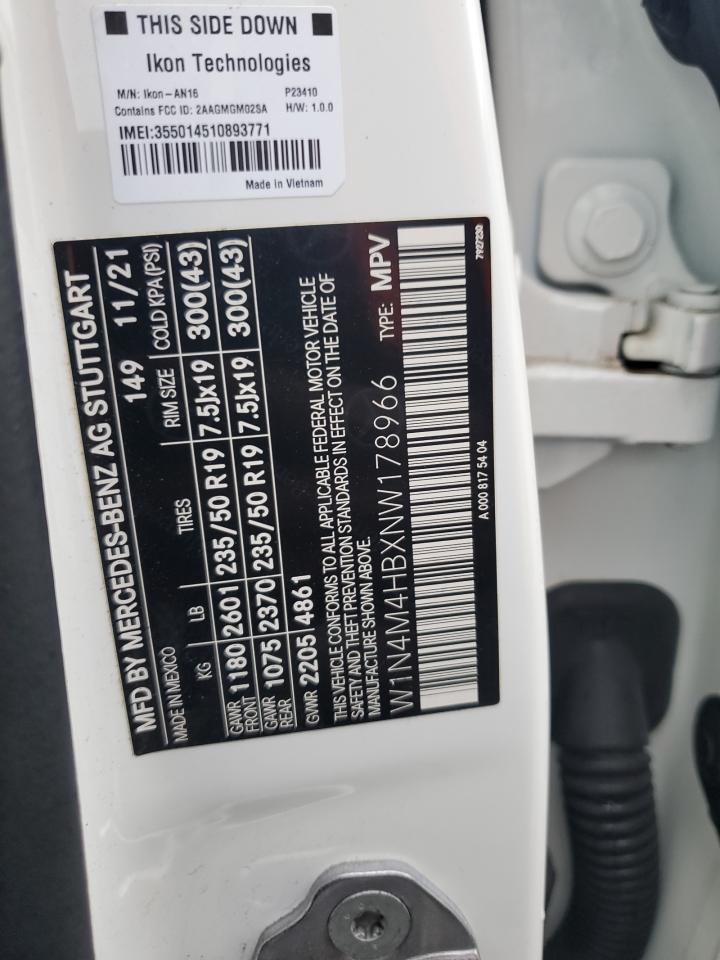 THIS SIDE DOWN
Ikon Technologies
M/N: Ikon-AN16 P23410
Contains FCC ID: 2AAGMGM02SA H/W: 1.0.0
IMEI:355014510893771
Made in Vietnam
MFD BY MERCEDES-BENZ AG STUTTGART
MADE IN MEXICO 149 11/21
KG LB TIRES RIM SIZE COLD KPA(PSI)
GAWR FRONT 1180 2601 235/50 R19 7.5Jx19 300(43)
GAWR REAR 1075 2370 235/50 R19 7.5Jx19 300(43)
GVWR 2205 4861
THIS VEHICLE CONFORMS TO ALL APPLICABLE FEDERAL MOTOR VEHICLE
SAFETY AND THEFT PREVENTION STANDARDS IN EFFECT ON THE DATE OF
MANUFACTURE SHOWN ABOVE.
W1N4M4HBXNW178966 TYPE: MPV
A 000 817 54 04
7927230